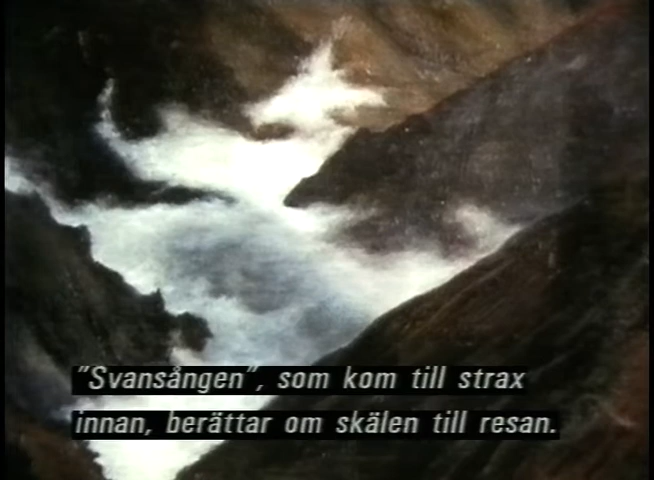 "Svansången", som kom till strax
innan, berättar om skälen till resan.